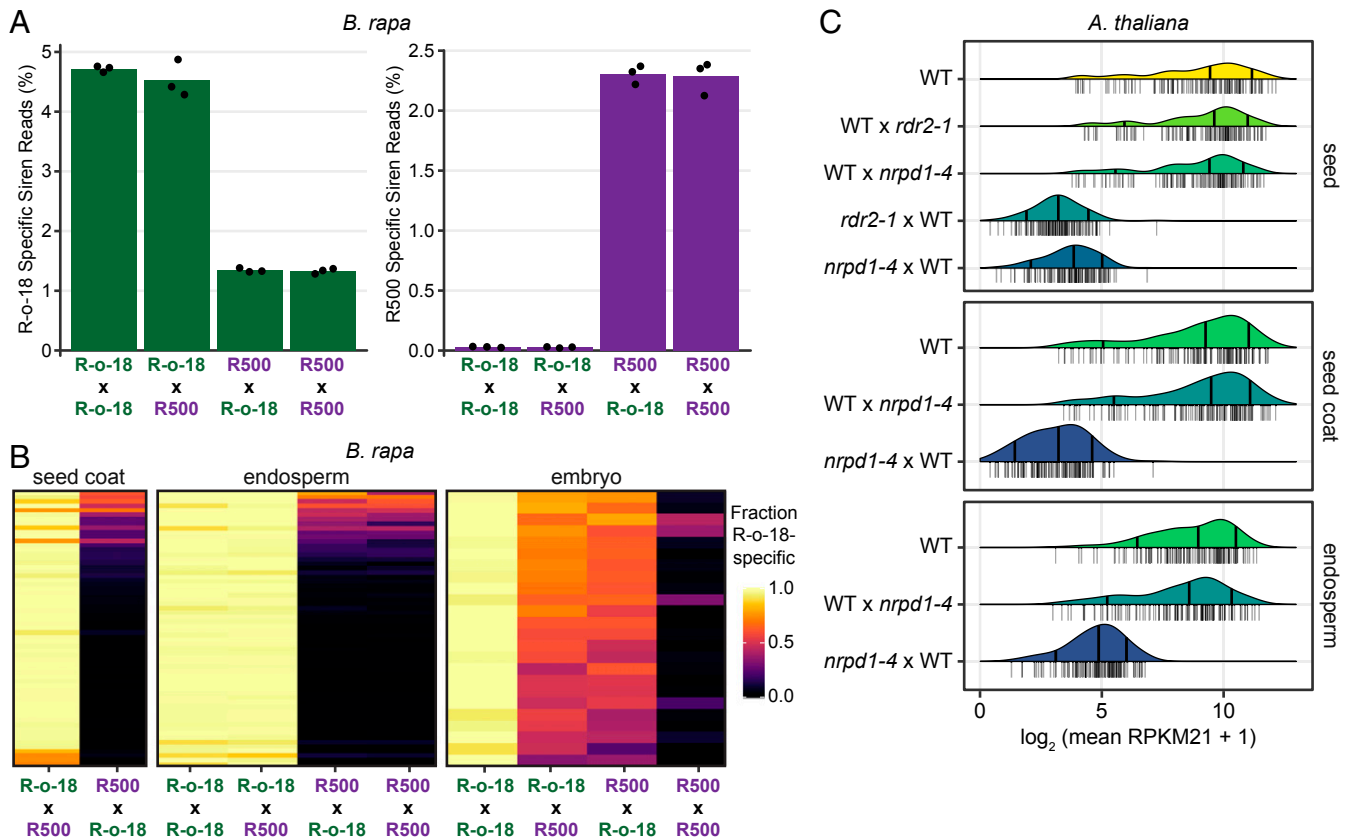 A
B. rapa
R-o-18 Specific Siren Reads (%)
5
4
3
2
1
0
R-o-18 R-o-18 R500 R500
x x x x
R-o-18 R500 R-o-18 R500
R500 Specific Siren Reads (%)
2.5
2.0
1.5
1.0
0.5
0.0
R-o-18 R-o-18 R500 R500
x x x x
R-o-18 R500 R-o-18 R500
B
B. rapa
seed coat endosperm embryo
Fraction
R-o-18-
specific
1.0
0.5
0.0
R-o-18 R500
x x
R500 R-o-18
R-o-18 R-o-18 R500 R500
x x x x
R-o-18 R500 R-o-18 R500
R-o-18 R-o-18 R500 R500
x x x x
R-o-18 R500 R-o-18 R500
C
A. thaliana
WT
WT x rdr2-1
WT x nrpd1-4
rdr2-1 x WT
nrpd1-4 x WT
seed
WT
WT x nrpd1-4
nrpd1-4 x WT
seed coat
WT
WT x nrpd1-4
nrpd1-4 x WT
endosperm
0 5 10
log2 (mean RPKM21 + 1)